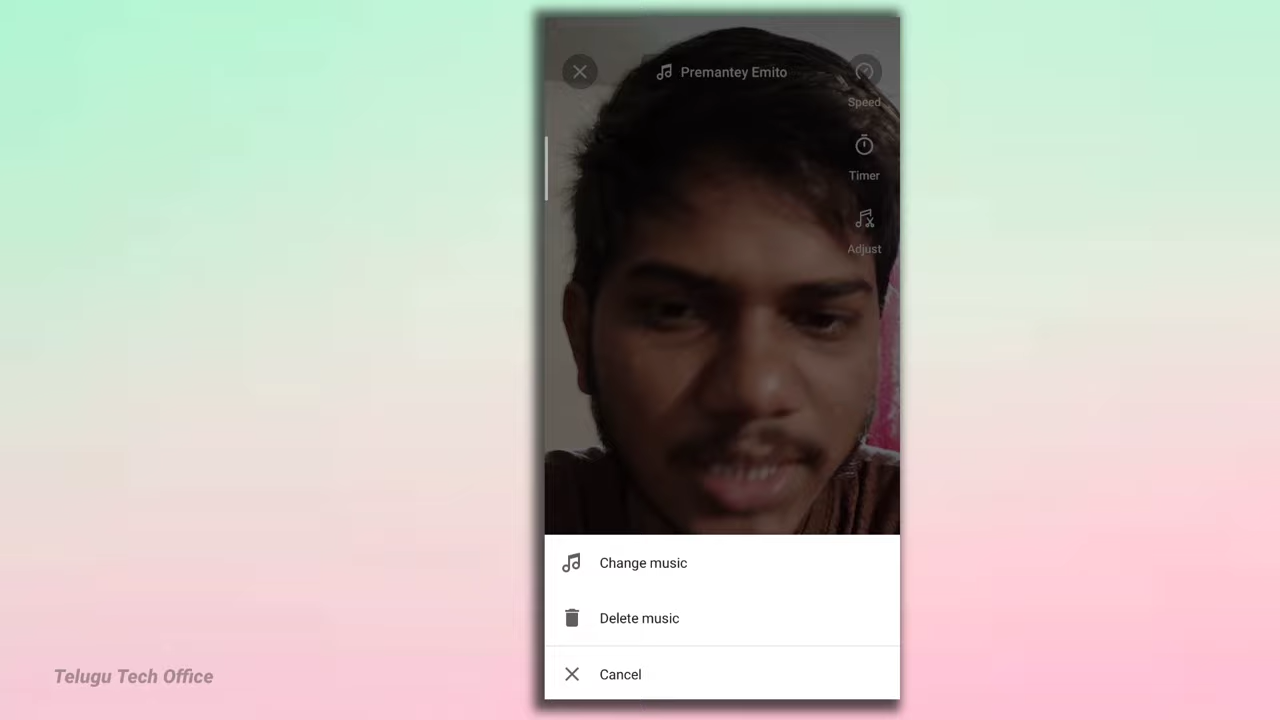 Premantey Emito
Speed
Timer
Adjust
Change music
Delete music
Cancel
Telugu Tech Office